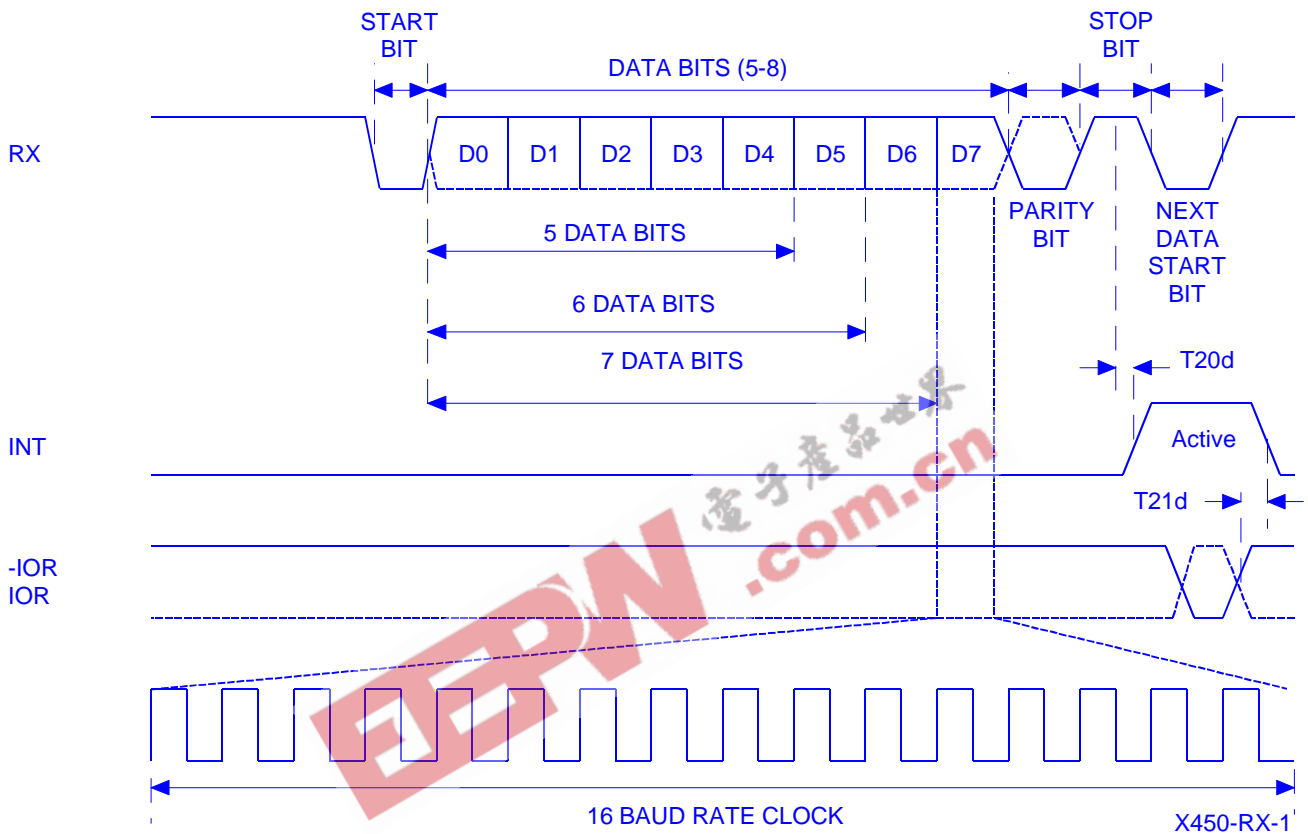 START
BIT
STOP
BIT
DATA BITS (5-8)
RX
D0 D1 D2 D3 D4 D5 D6 D7
PARITY
BIT
NEXT
DATA
START
BIT
5 DATA BITS
6 DATA BITS
7 DATA BITS
T20d
INT
Active
T21d
-IOR
IOR
EEPW
.com.cn
電子產品世界
16 BAUD RATE CLOCK
X450-RX-1